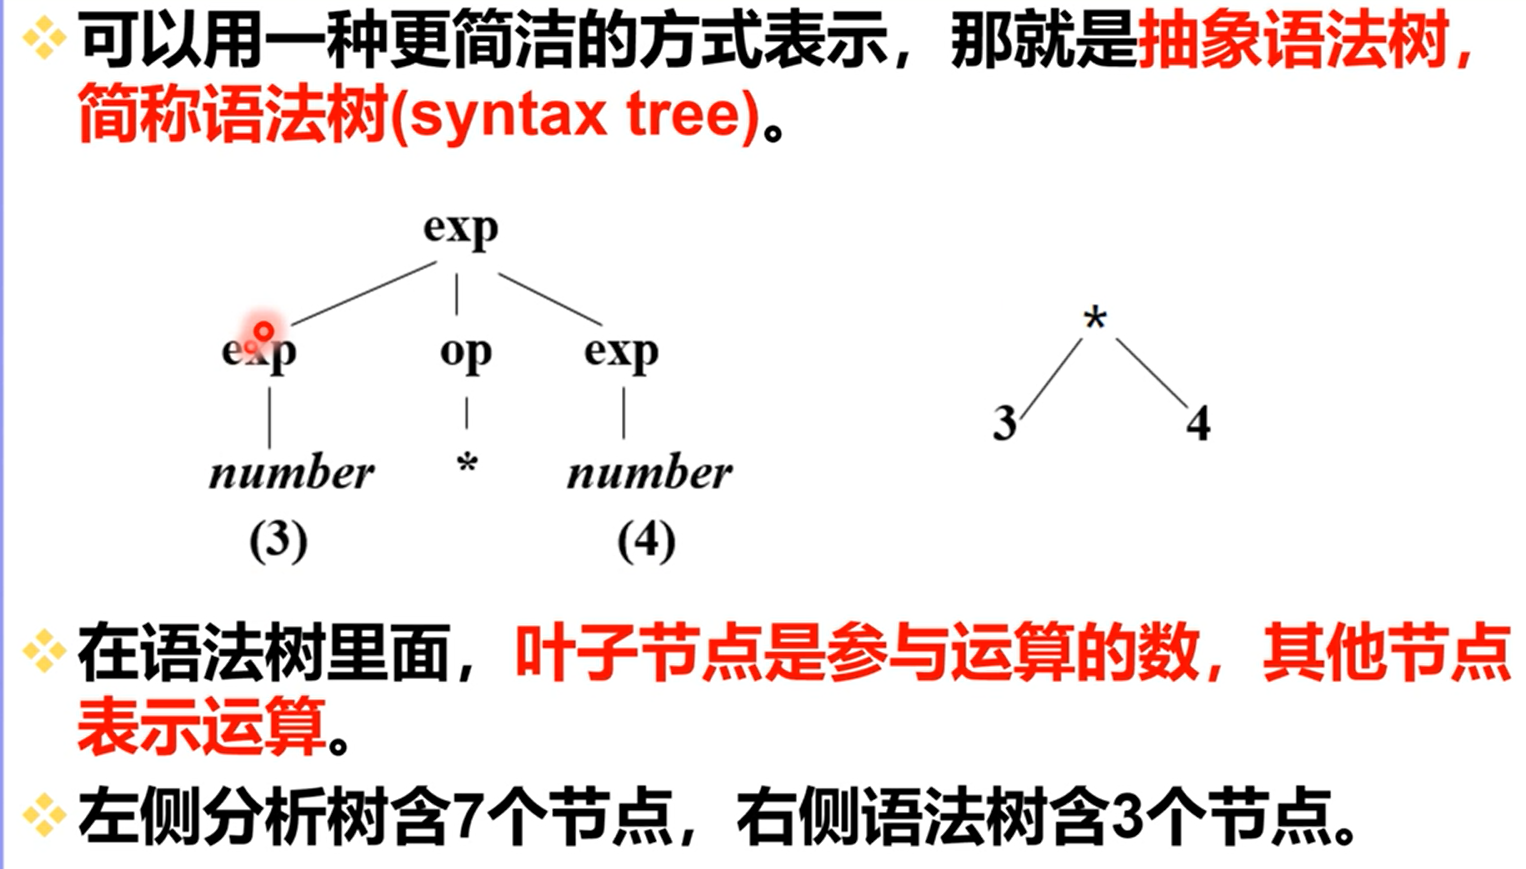 可以用一种更简洁的方式表示，那就是抽象语法树，
简称语法树(syntax tree)。
exp
exp op exp
number * number
(3) (4)
*
3 4
在语法树里面，叶子节点是参与运算的数，其他节点
表示运算。
左侧分析树含7个节点，右侧语法树含3个节点。